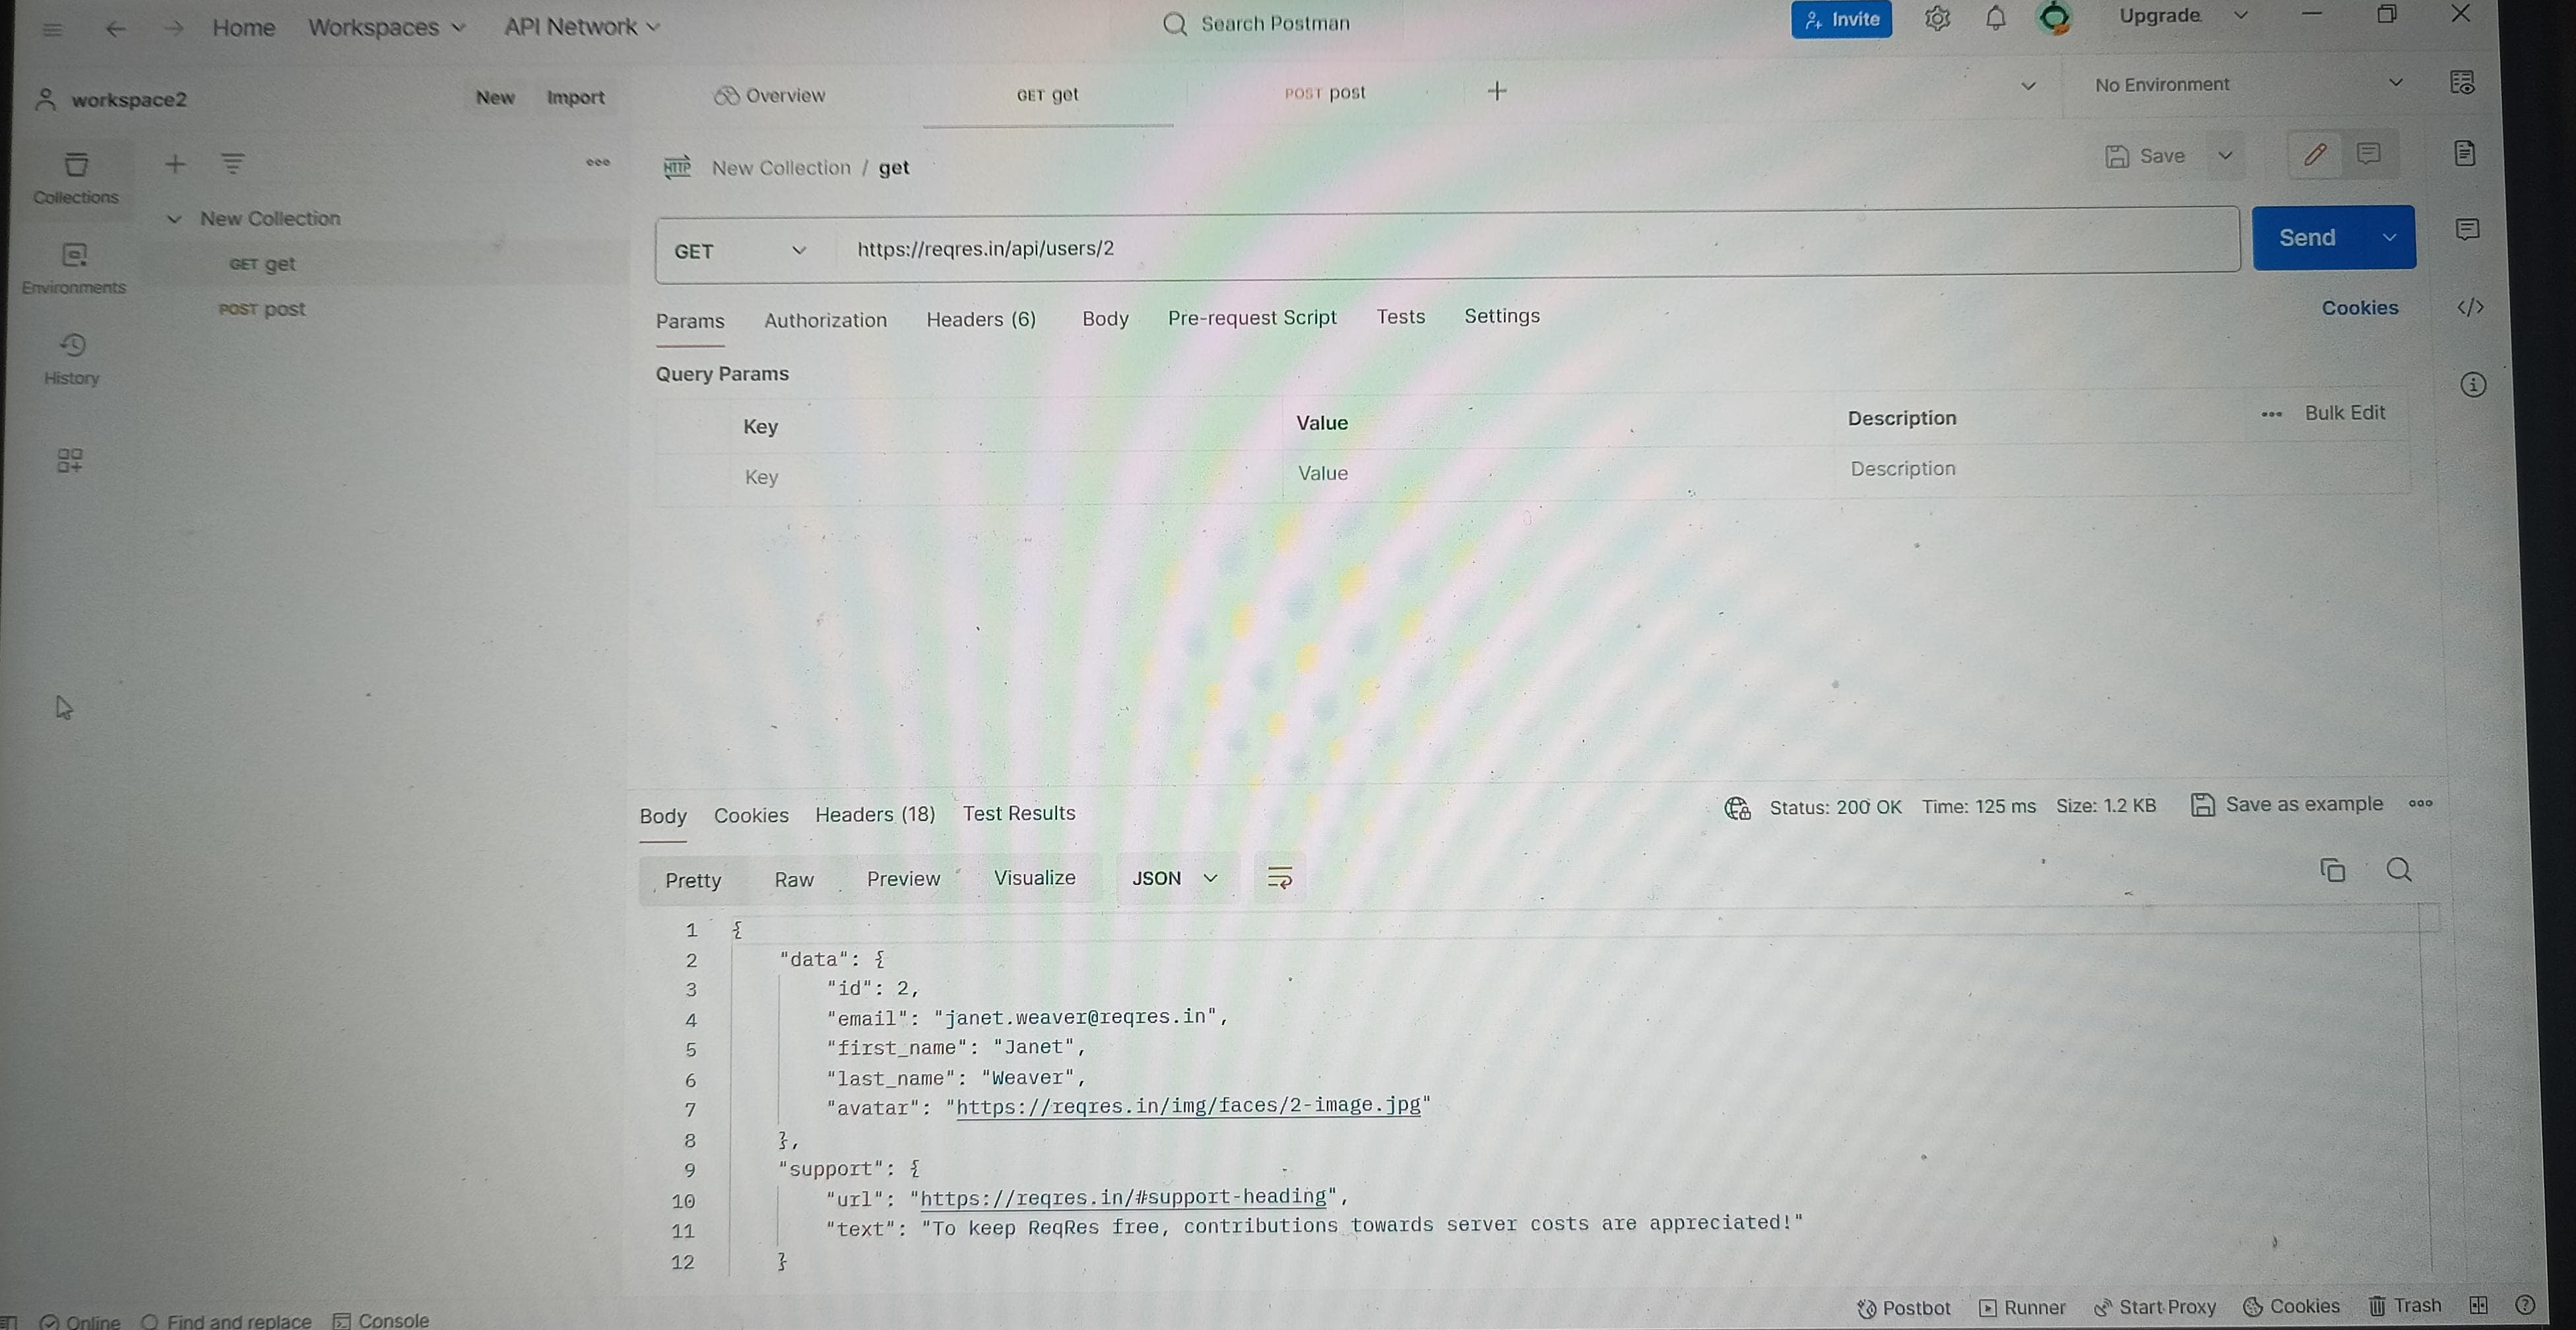 Home Workspaces API Network Search Postman Invite Upgrade
workspace2 New Import Overview GET get POST post No Environment
Collections
HTTP New Collection / get Save
New Collection
GET get
POST post
Environments
History
GET https://reqres.in/api/users/2 Send
Params Authorization Headers (6) Body Pre-request Script Tests Settings Cookies
Query Params
Key Value Description Bulk Edit
Key Value Description
Body Cookies Headers (18) Test Results Status: 200 OK Time: 125 ms Size: 1.2 KB Save as example
Pretty Raw Preview Visualize JSON
1 {
2 "data": {
3 "id": 2,
4 "email": "janet.weaver@reqres.in",
5 "first_name": "Janet",
6 "last_name": "Weaver",
7 "avatar": "https://reqres.in/img/faces/2-image.jpg"
8 },
9 "support": {
10 "url": "https://reqres.in/#support-heading",
11 "text": "To keep ReqRes free, contributions towards server costs are appreciated!"
12 }
Online Find and replace Console Postbot Runner Start Proxy Cookies Trash